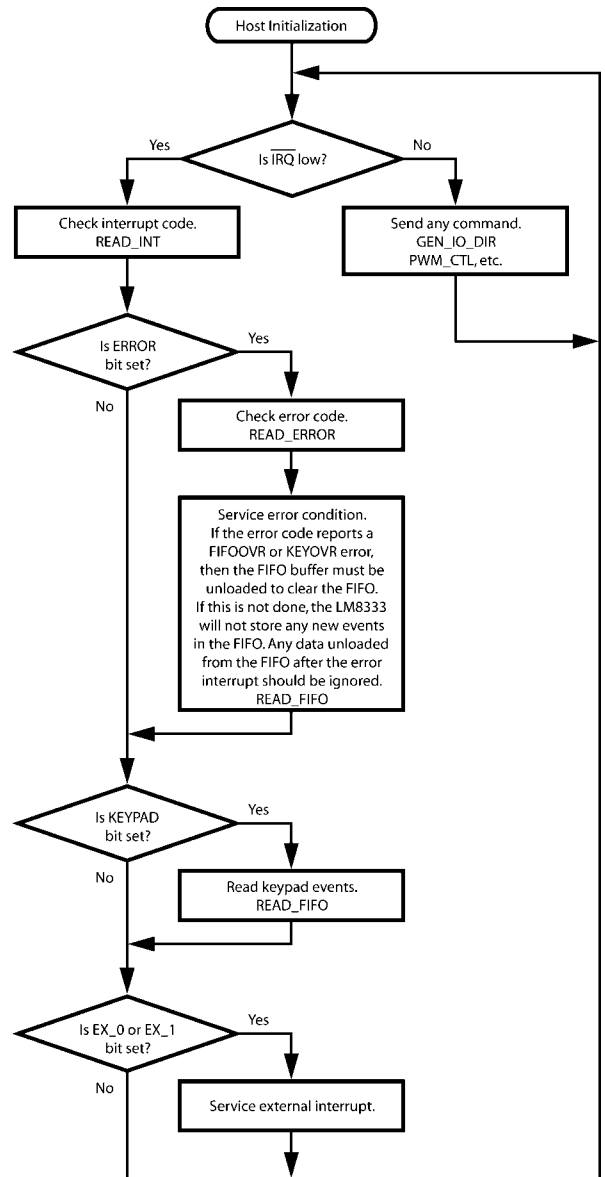 Host Initialization
Yes
No
Is IRQ low?
Check interrupt code.
READ_INT
Send any command.
GEN_IO_DIR
PWM_CTL, etc.
Is ERROR
bit set?
Yes
No
Check error code.
READ_ERROR
Service error condition.
If the error code reports a
FIFOOVR or KEYOVR error,
then the FIFO buffer must be
unloaded to clear the FIFO.
If this is not done, the LM8333
will not store any new events
in the FIFO. Any data unloaded
from the FIFO after the error
interrupt should be ignored.
READ_FIFO
Is KEYPAD
bit set?
Yes
No
Read keypad events.
READ_FIFO
Is EX_0 or EX_1
bit set?
Yes
No
Service external interrupt.